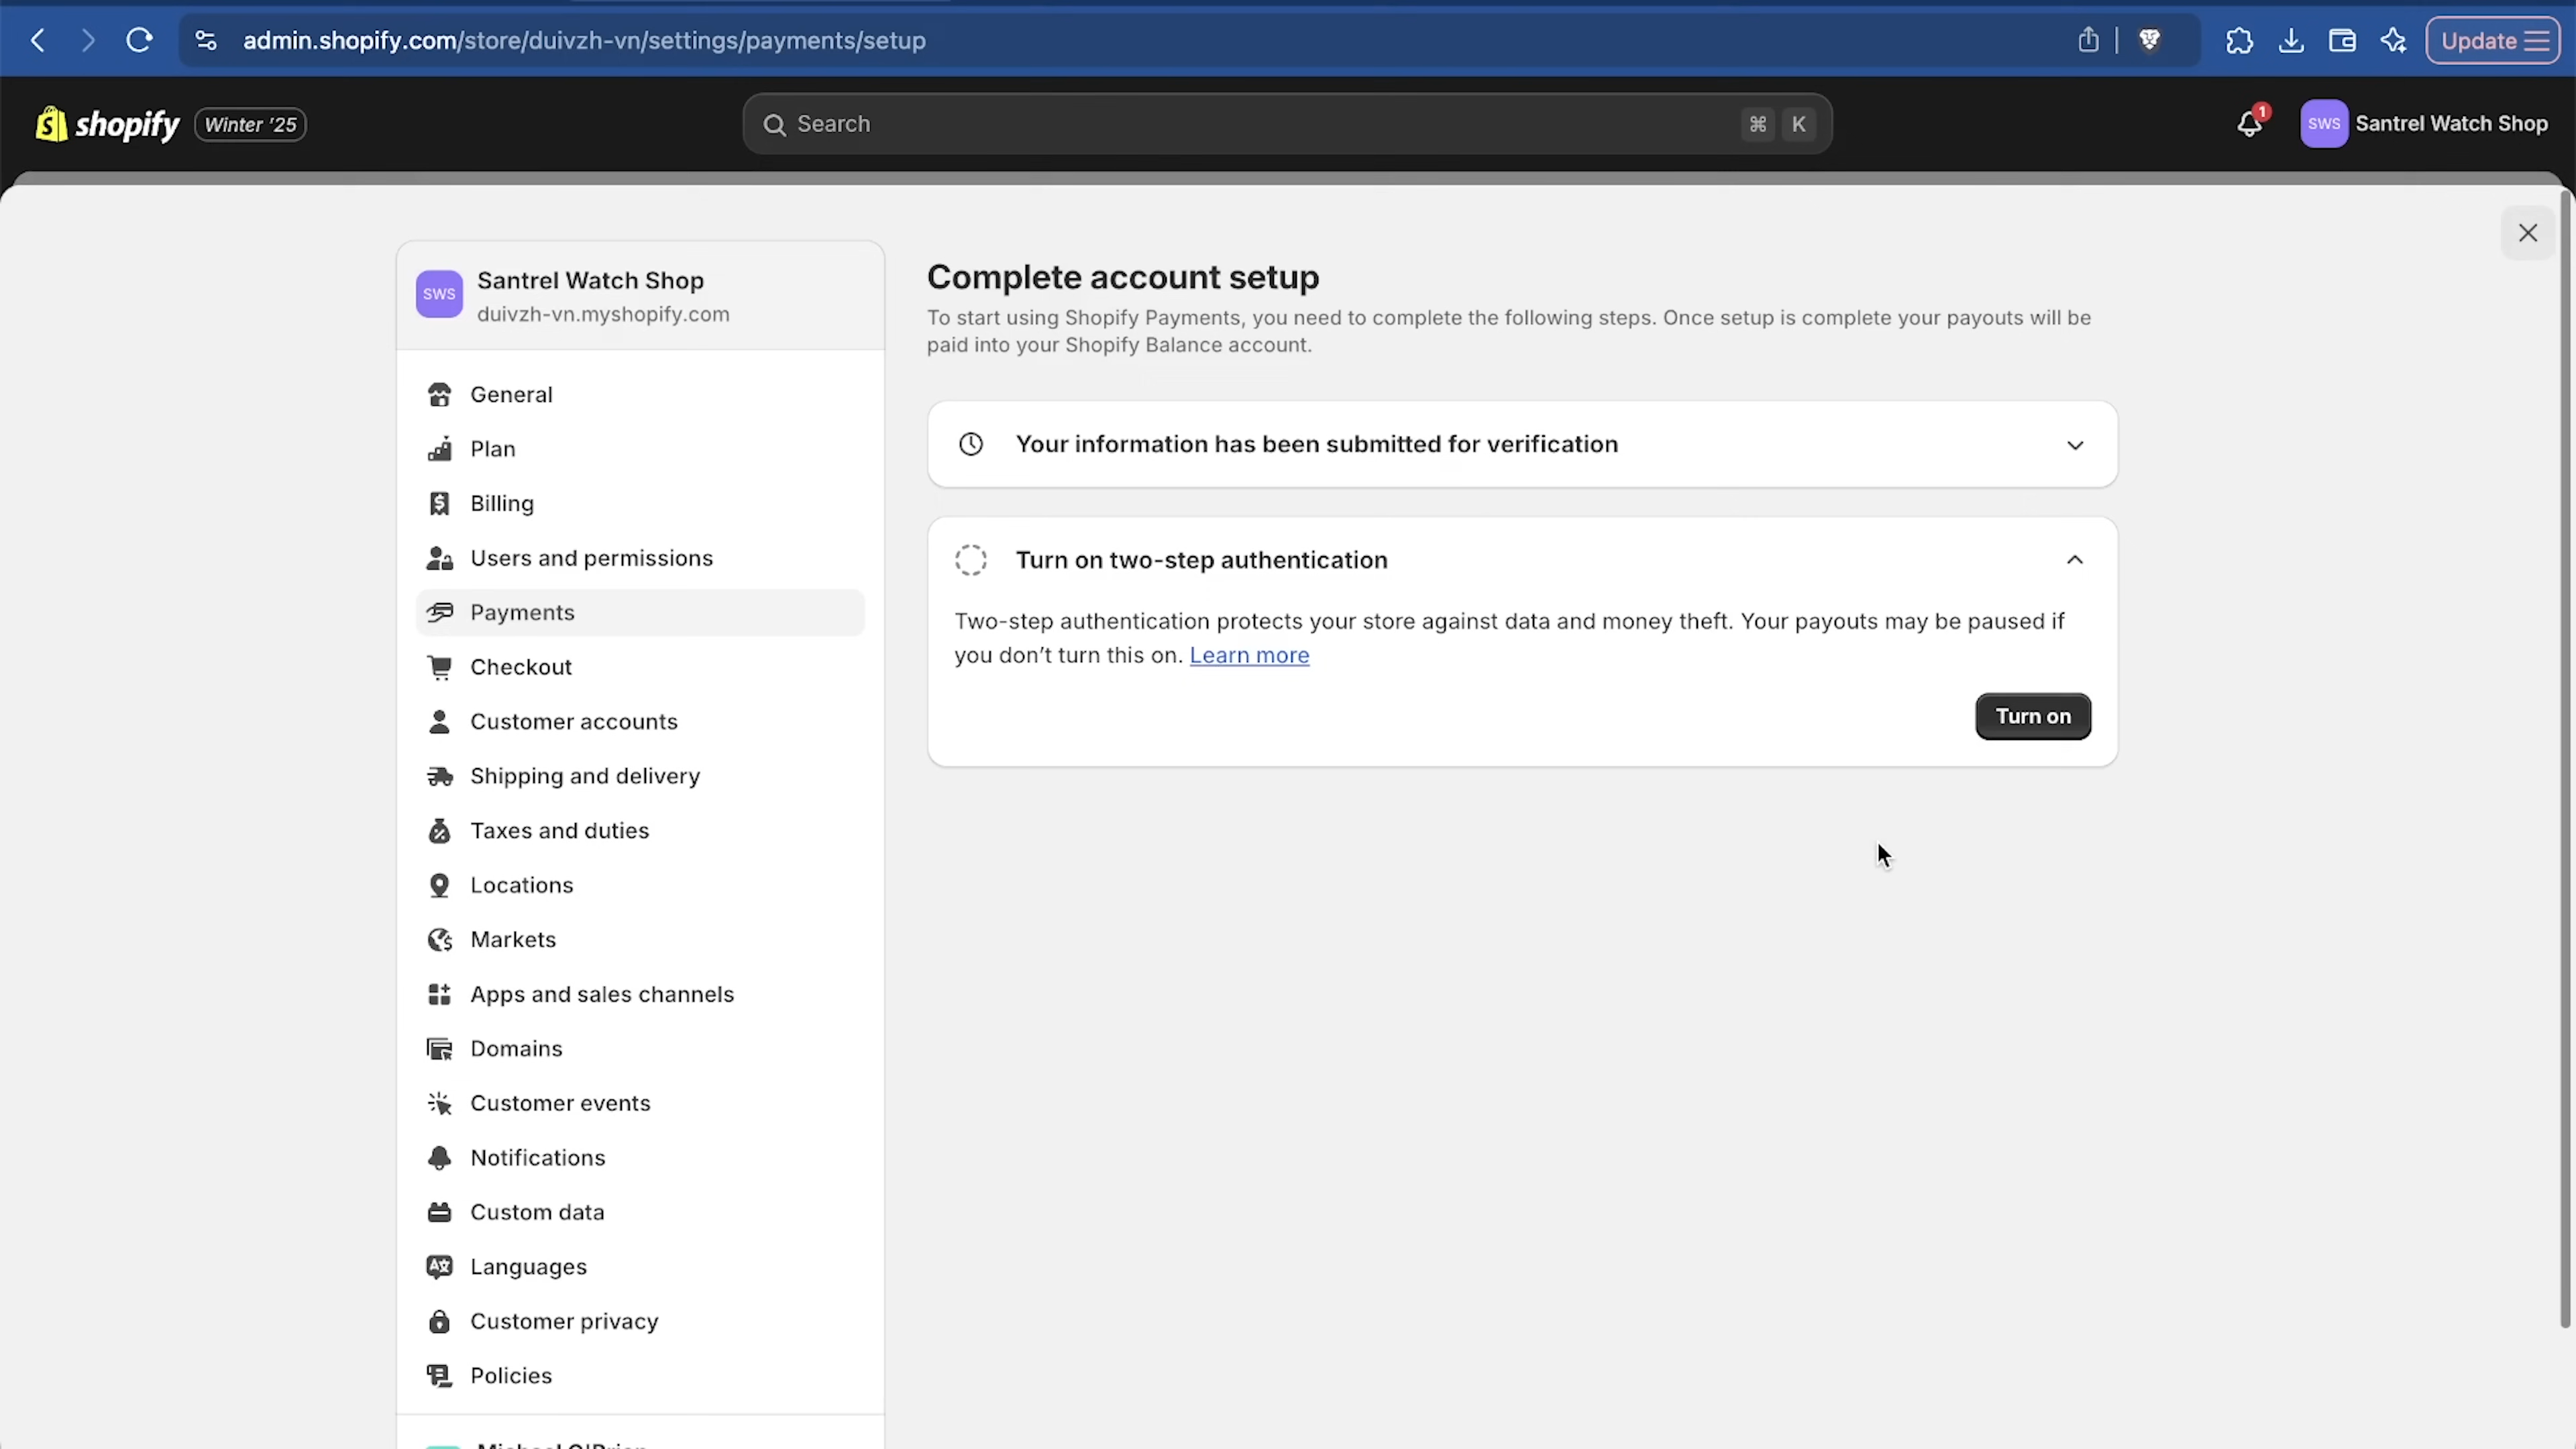 admin.shopify.com/store/duivzh-vn/settings/payments/setup
Update
shopify
Winter '25
Search
⌘ K
1
SWS
Santrel Watch Shop
SWS
Santrel Watch Shop
duivzh-vn.myshopify.com
General
Plan
Billing
Users and permissions
Payments
Checkout
Customer accounts
Shipping and delivery
Taxes and duties
Locations
Markets
Apps and sales channels
Domains
Customer events
Notifications
Custom data
Languages
Customer privacy
Policies
Complete account setup
To start using Shopify Payments, you need to complete the following steps. Once setup is complete your payouts will be
paid into your Shopify Balance account.
Your information has been submitted for verification
Turn on two-step authentication
Two-step authentication protects your store against data and money theft. Your payouts may be paused if
you don’t turn this on. Learn more
Turn on